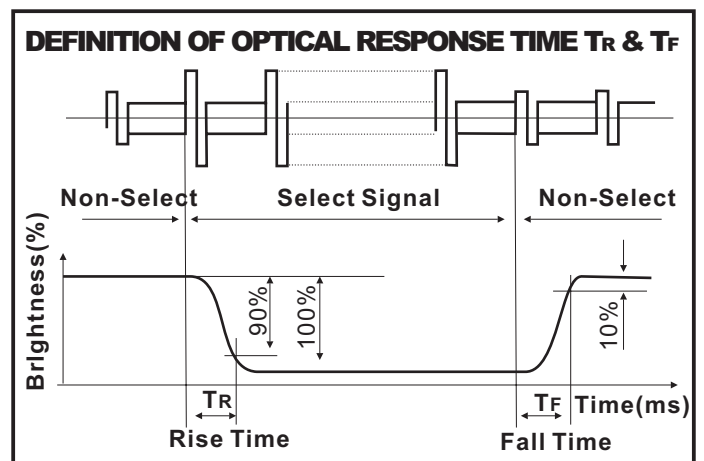 DEFINITION OF OPTICAL RESPONSE TIME TR & TF
Non-Select
Select Signal
Non-Select
BrIghtness(%)
90%
100%
10%
TR
TF
Time(ms)
Rise Time
Fall Time